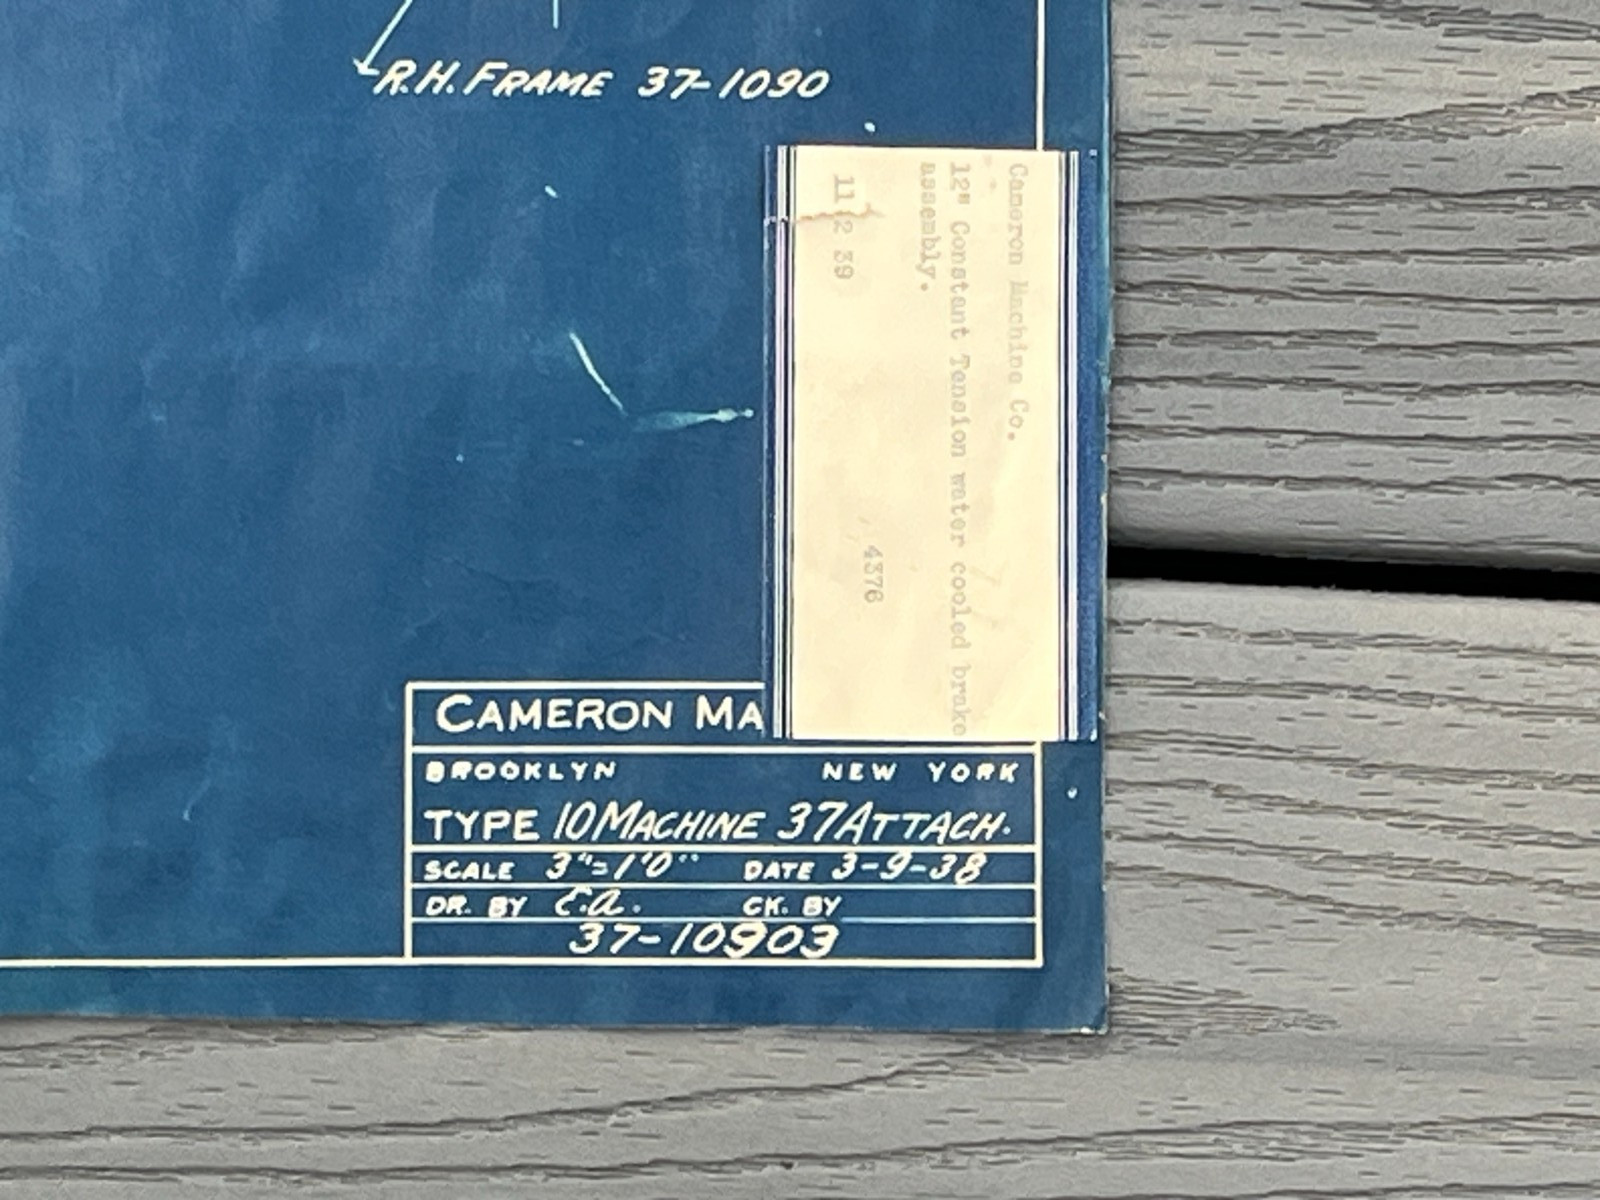 R.H. FRAME 37-1090
Cameron Machine Co.
12" Constant Tension water cooled brake
assembly.
11 2 39
4376
CAMERON MA
BROOKLYN NEW YORK
TYPE 10 MACHINE 37 ATTACH.
SCALE 3"=1'0" DATE 3-9-38
DR. BY E.A. CK. BY
37-10903